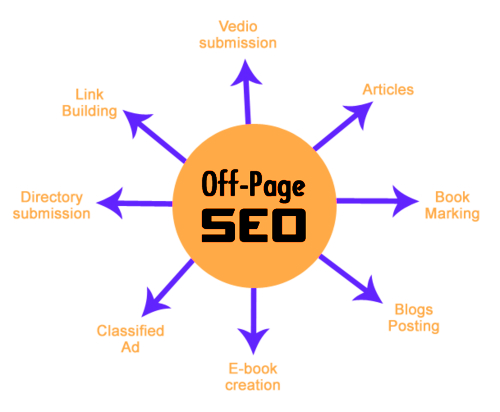 Vedio
submission
Link
Building
Articles
Off-Page
SEO
Directory
submission
Book
Marking
Classified
Ad
Blogs
Posting
E-book
creation